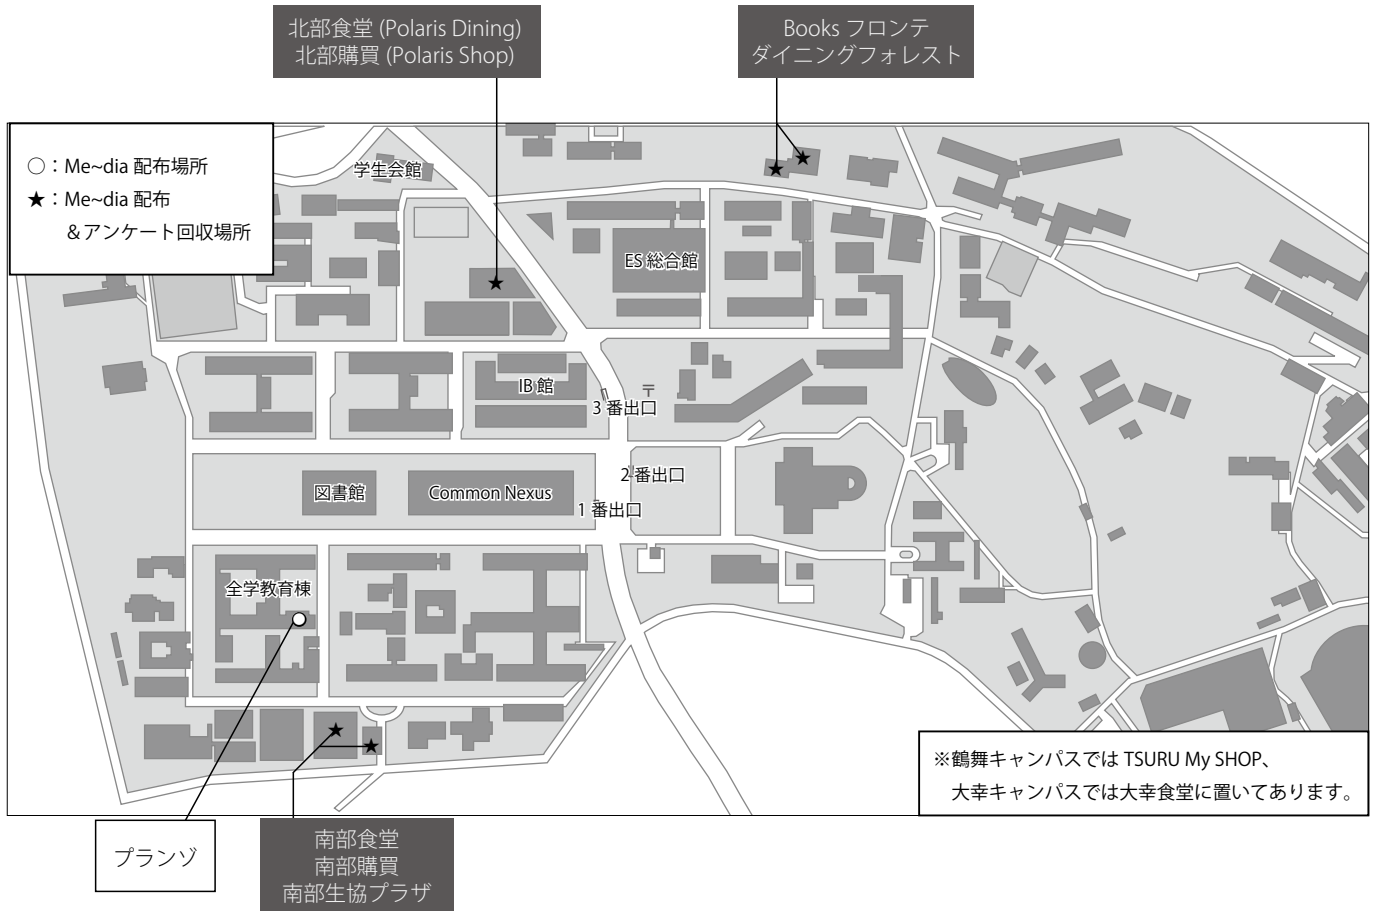 北部食堂 (Polaris Dining)
北部購買 (Polaris Shop)
Books フロンテ
ダイニングフォレスト
○：Me~dia 配布場所
★：Me~dia 配布
＆アンケート回収場所
学生会館
ES 総合館
IB 館
〒
3 番出口
2 番出口
図書館
Common Nexus
1 番出口
全学教育棟
※鶴舞キャンパスでは TSURU My SHOP、
大幸キャンパスでは大幸食堂に置いてあります。
プランゾ
南部食堂
南部購買
南部生協プラザ